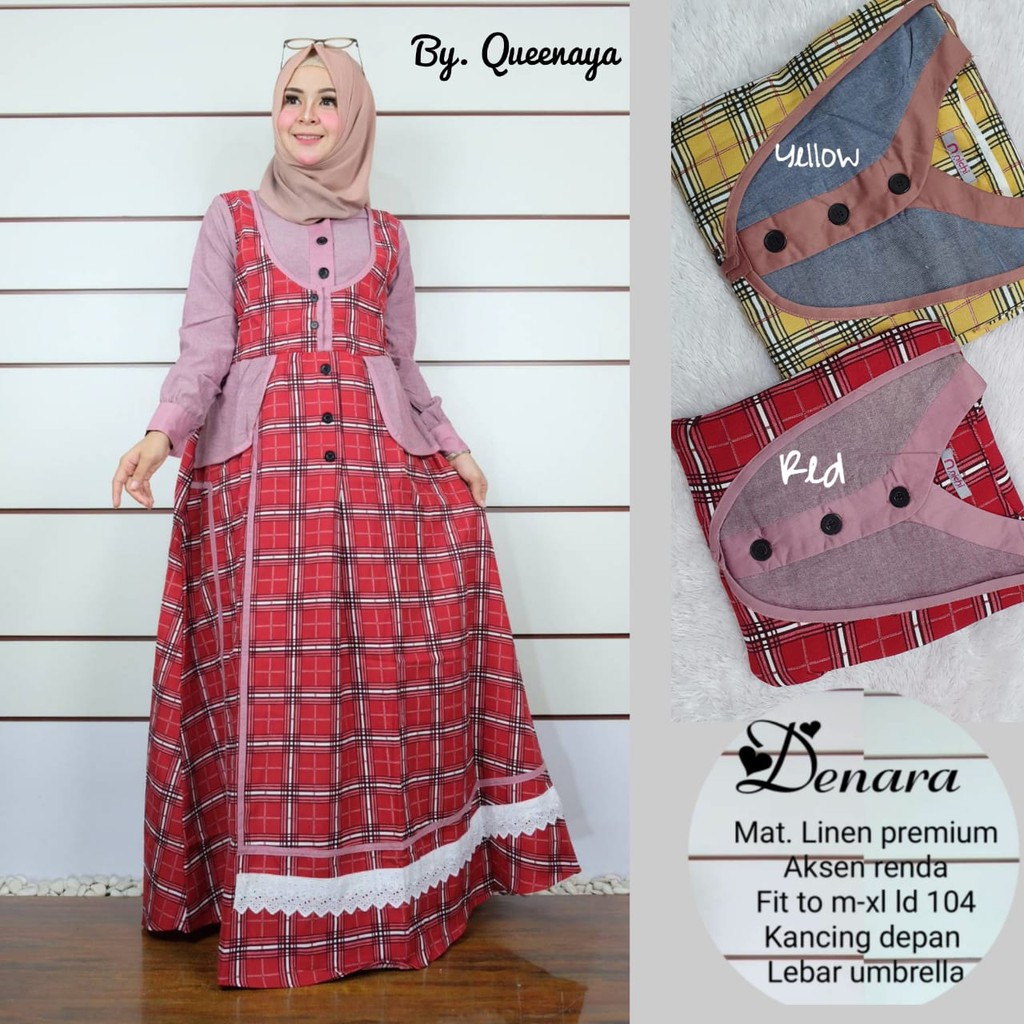 By. Queenaya
Yellow
Red
Denara
Mat. Linen premium
Aksen renda
Fit to m-xl ld 104
Kancing depan
Lebar umbrella